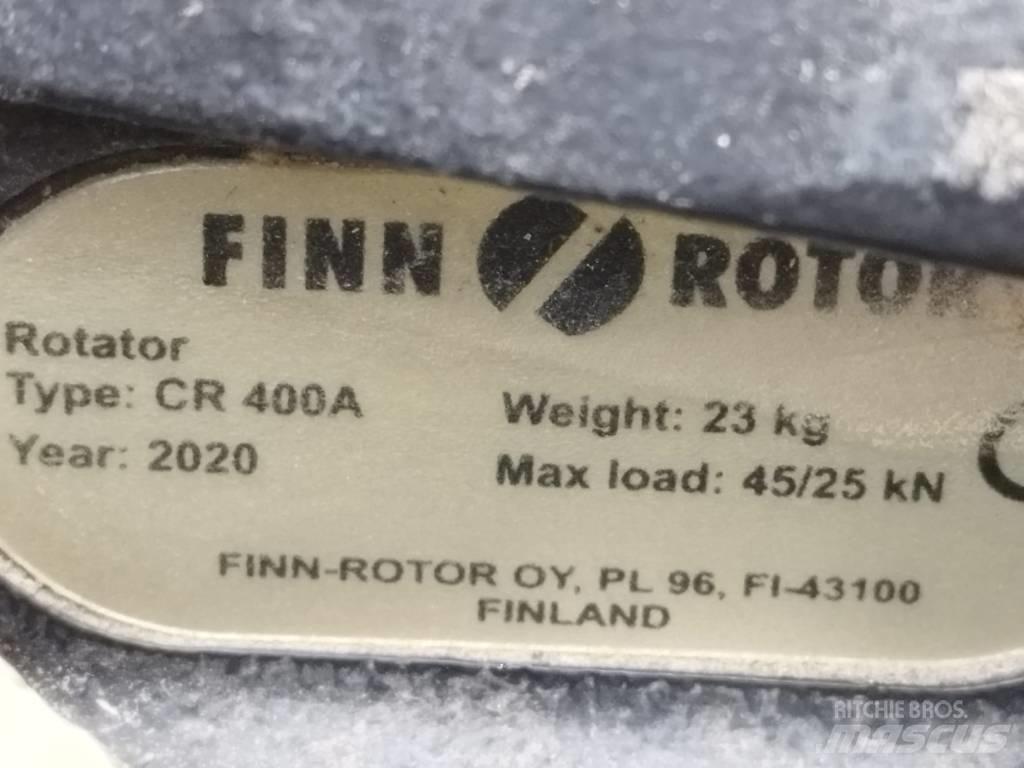 FINN ROTOR
Rotator
Type: CR 400A
Weight: 23 kg
Year: 2020
Max load: 45/25 kN
FINN-ROTOR OY, PL 96, FI-43100
FINLAND
RITCHIE BROS.
mascus